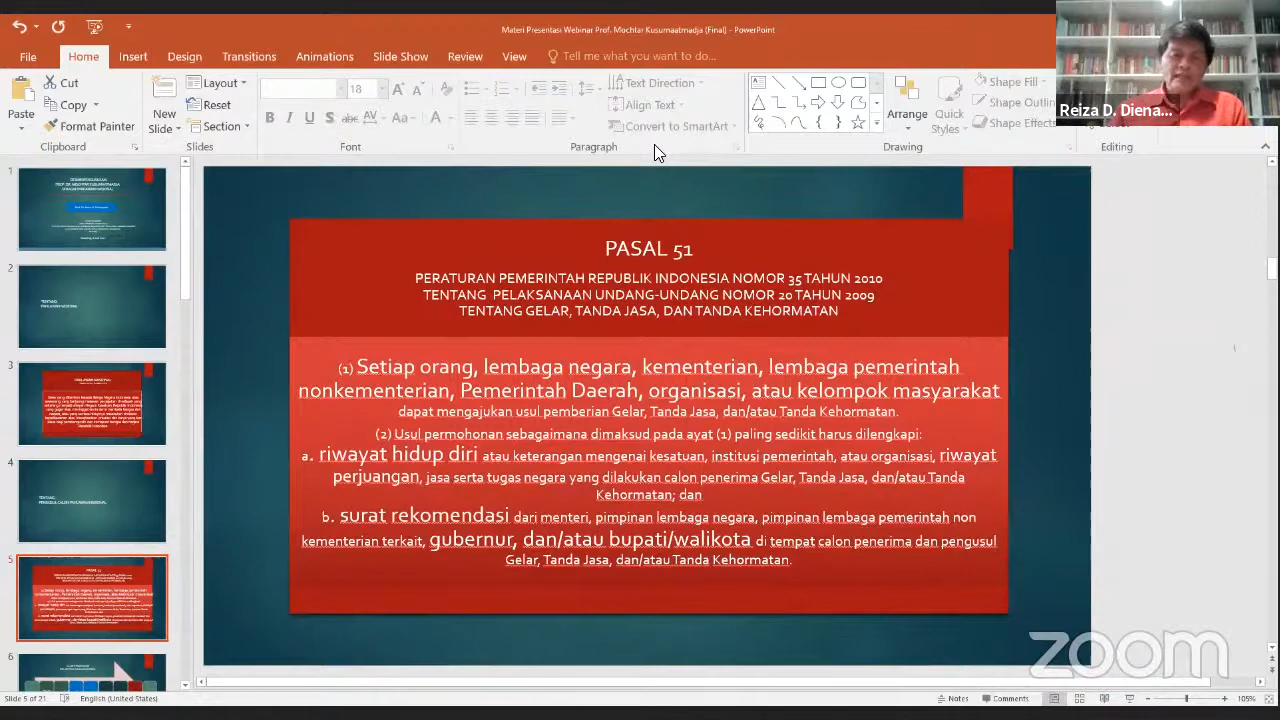 Materi Presentasi Webinar Prof. Mochtar Kusumaatmadja (Final) - PowerPoint
File Home Insert Design Transitions Animations Slide Show Review View Tell me what you want to do...
Paste
Cut
Copy
Format Painter
Clipboard
New Slide
Layout
Reset
Section
Slides
18
Font
Text Direction
Align Text
Convert to SmartArt
Paragraph
Arrange
Quick Styles
Shape Fill
Shape Outli
Shape Effects
Drawing
Editing
Reiza D. Diena...
1
2
3
4
5
6
PASAL 51
PERATURAN PEMERINTAH REPUBLIK INDONESIA NOMOR 35 TAHUN 2010
TENTANG PELAKSANAAN UNDANG-UNDANG NOMOR 20 TAHUN 2009
TENTANG GELAR, TANDA JASA, DAN TANDA KEHORMATAN
(1) Setiap orang, lembaga negara, kementerian, lembaga pemerintah
nonkementerian, Pemerintah Daerah, organisasi, atau kelompok masyarakat
dapat mengajukan usul pemberian Gelar, Tanda Jasa, dan/atau Tanda Kehormatan.
(2) Usul permohonan sebagaimana dimaksud pada ayat (1) paling sedikit harus dilengkapi:
a. riwayat hidup diri atau keterangan mengenai kesatuan, institusi pemerintah, atau organisasi, riwayat
perjuangan, jasa serta tugas negara yang dilakukan calon penerima Gelar, Tanda Jasa, dan/atau Tanda
Kehormatan; dan
b. surat rekomendasi dari menteri, pimpinan lembaga negara, pimpinan lembaga pemerintah non
kementerian terkait, gubernur, dan/atau bupati/walikota di tempat calon penerima dan pengusul
Gelar, Tanda Jasa, dan/atau Tanda Kehormatan.
zoom
Slide 5 of 21 English (United States) Notes Comments 105%